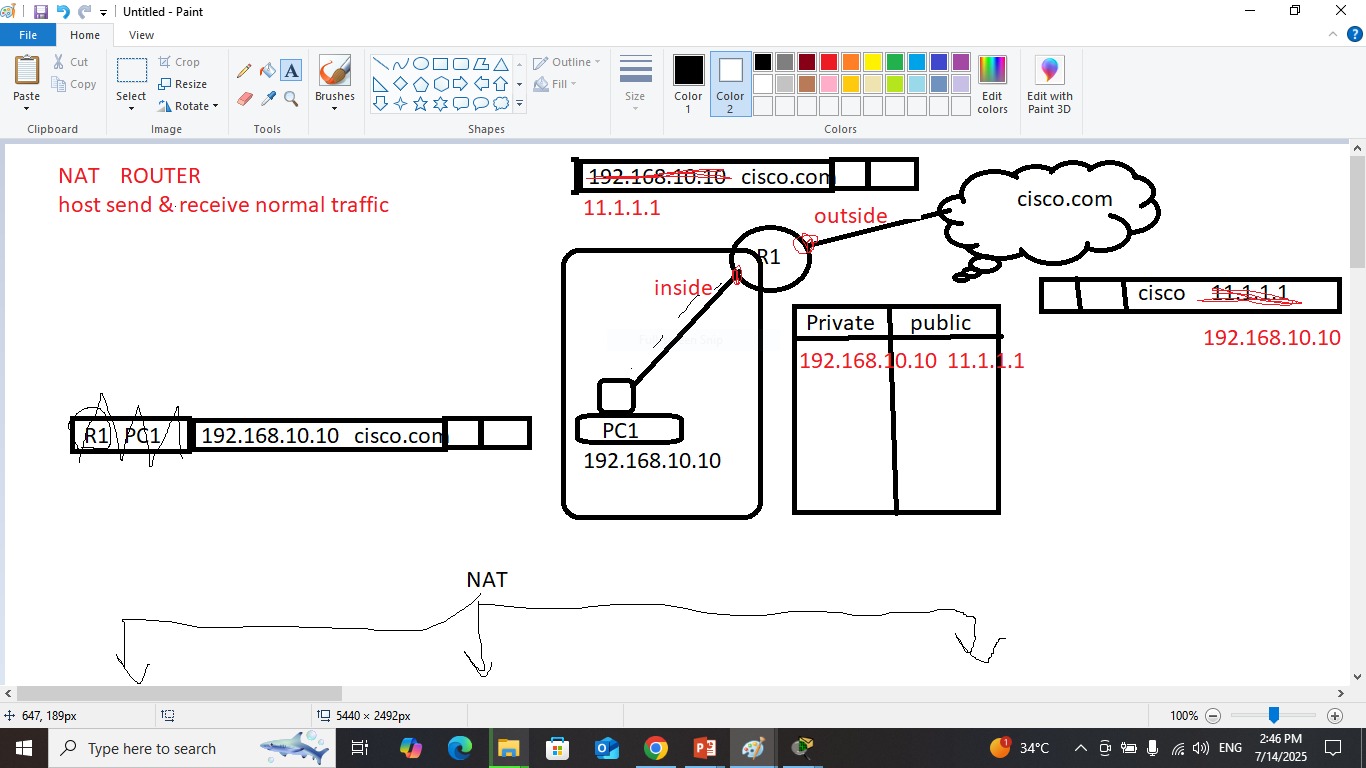 Untitled - Paint
File Home View
Paste
Cut
Copy
Clipboard
Select
Crop
Resize
Rotate
Image
A
Tools
Brushes
Shapes
Outline
Fill
Size
Color 1
Color 2
Colors
Edit colors
Edit with Paint 3D
NAT ROUTER
host send & receive normal traffic
192.168.10.10 cisco.com
11.1.1.1
outside
cisco.com
R1
inside
cisco 11.1.1.1
192.168.10.10
Private public
192.168.10.10 11.1.1.1
R1 PC1 192.168.10.10 cisco.com
PC1
192.168.10.10
NAT
647, 189px
5440 × 2492px
100%
Type here to search
1
34°C
ENG
2:46 PM
7/14/2025